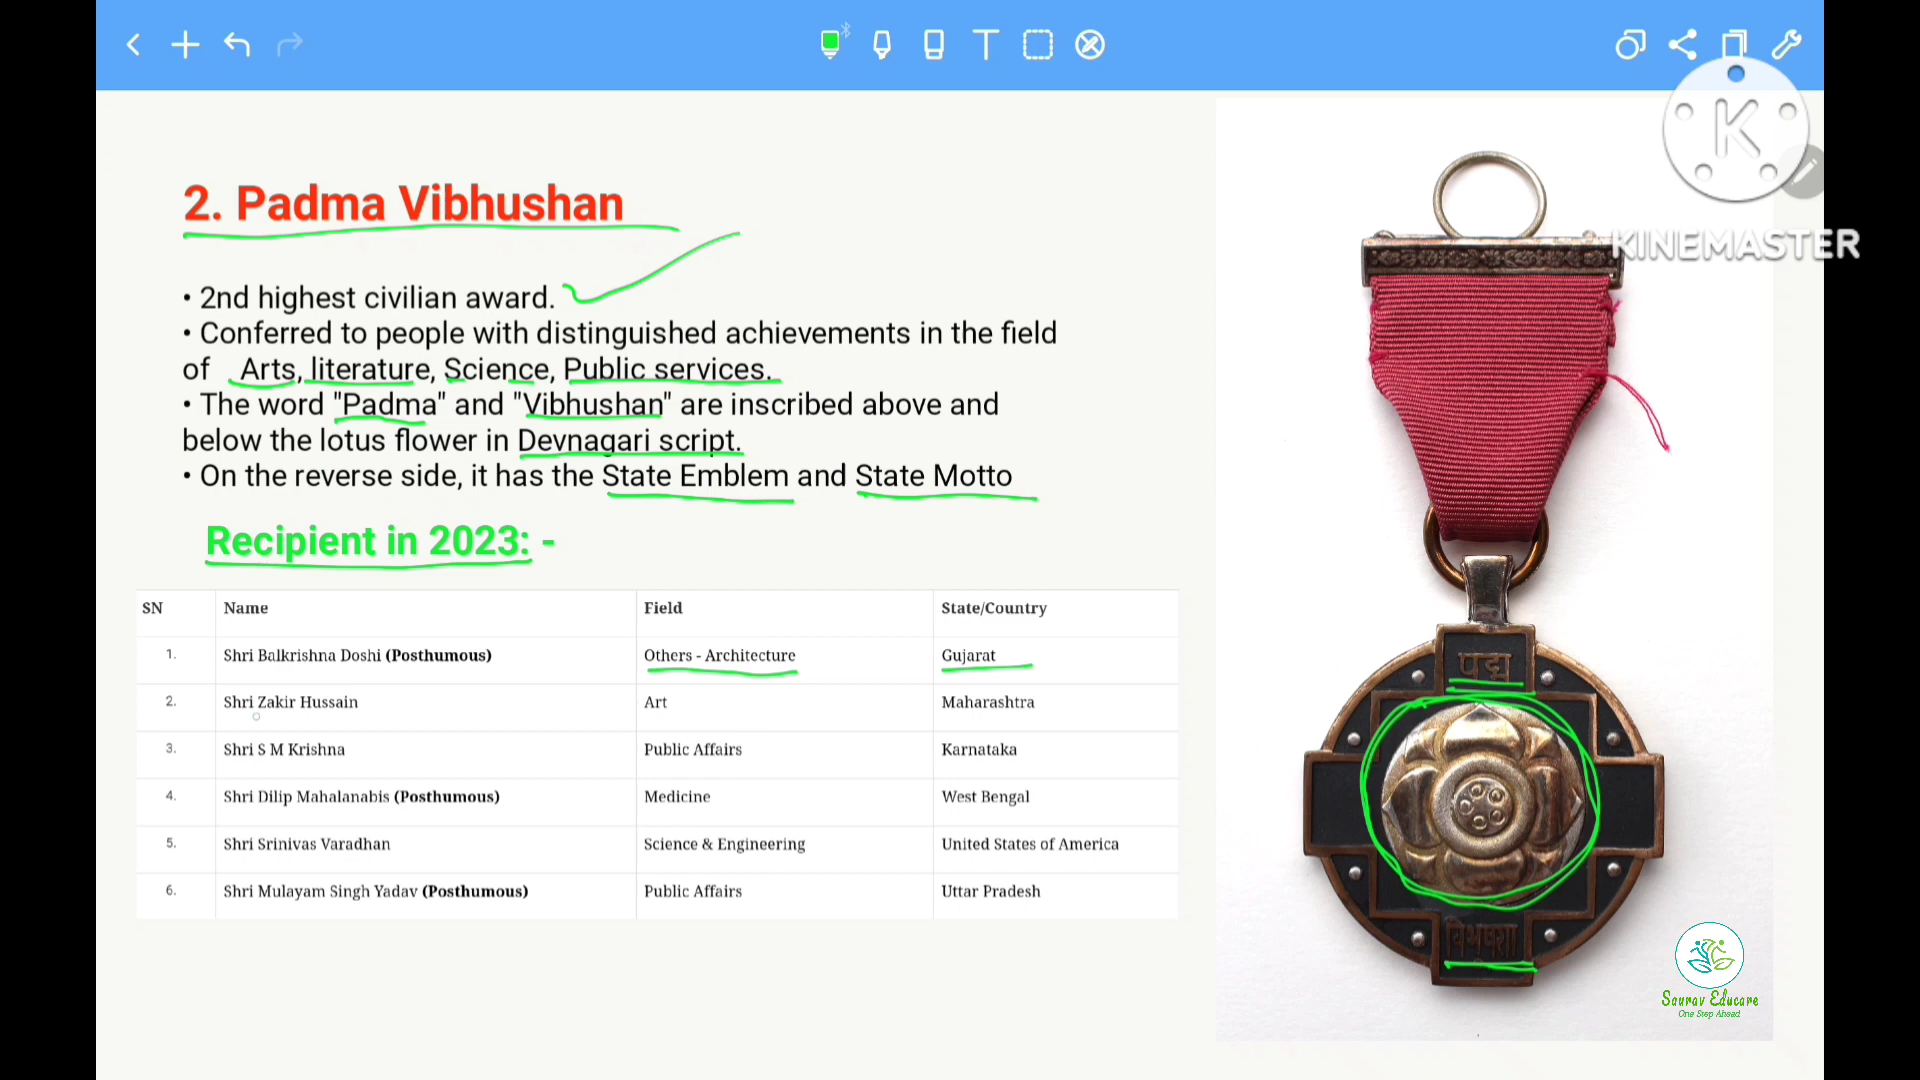 KINEMASTER
2. Padma Vibhushan
• 2nd highest civilian award.
• Conferred to people with distinguished achievements in the field
of Arts, literature, Science, Public services.
• The word "Padma" and "Vibhushan" are inscribed above and
below the lotus flower in Devnagari script.
• On the reverse side, it has the State Emblem and State Motto
Recipient in 2023: -
SN Name Field State/Country
1. Shri Balkrishna Doshi (Posthumous) Others - Architecture Gujarat
2. Shri Zakir Hussain Art Maharashtra
3. Shri S M Krishna Public Affairs Karnataka
4. Shri Dilip Mahalanabis (Posthumous) Medicine West Bengal
5. Shri Srinivas Varadhan Science & Engineering United States of America
6. Shri Mulayam Singh Yadav (Posthumous) Public Affairs Uttar Pradesh
पद्म
Saurav Educare
One Step Ahead